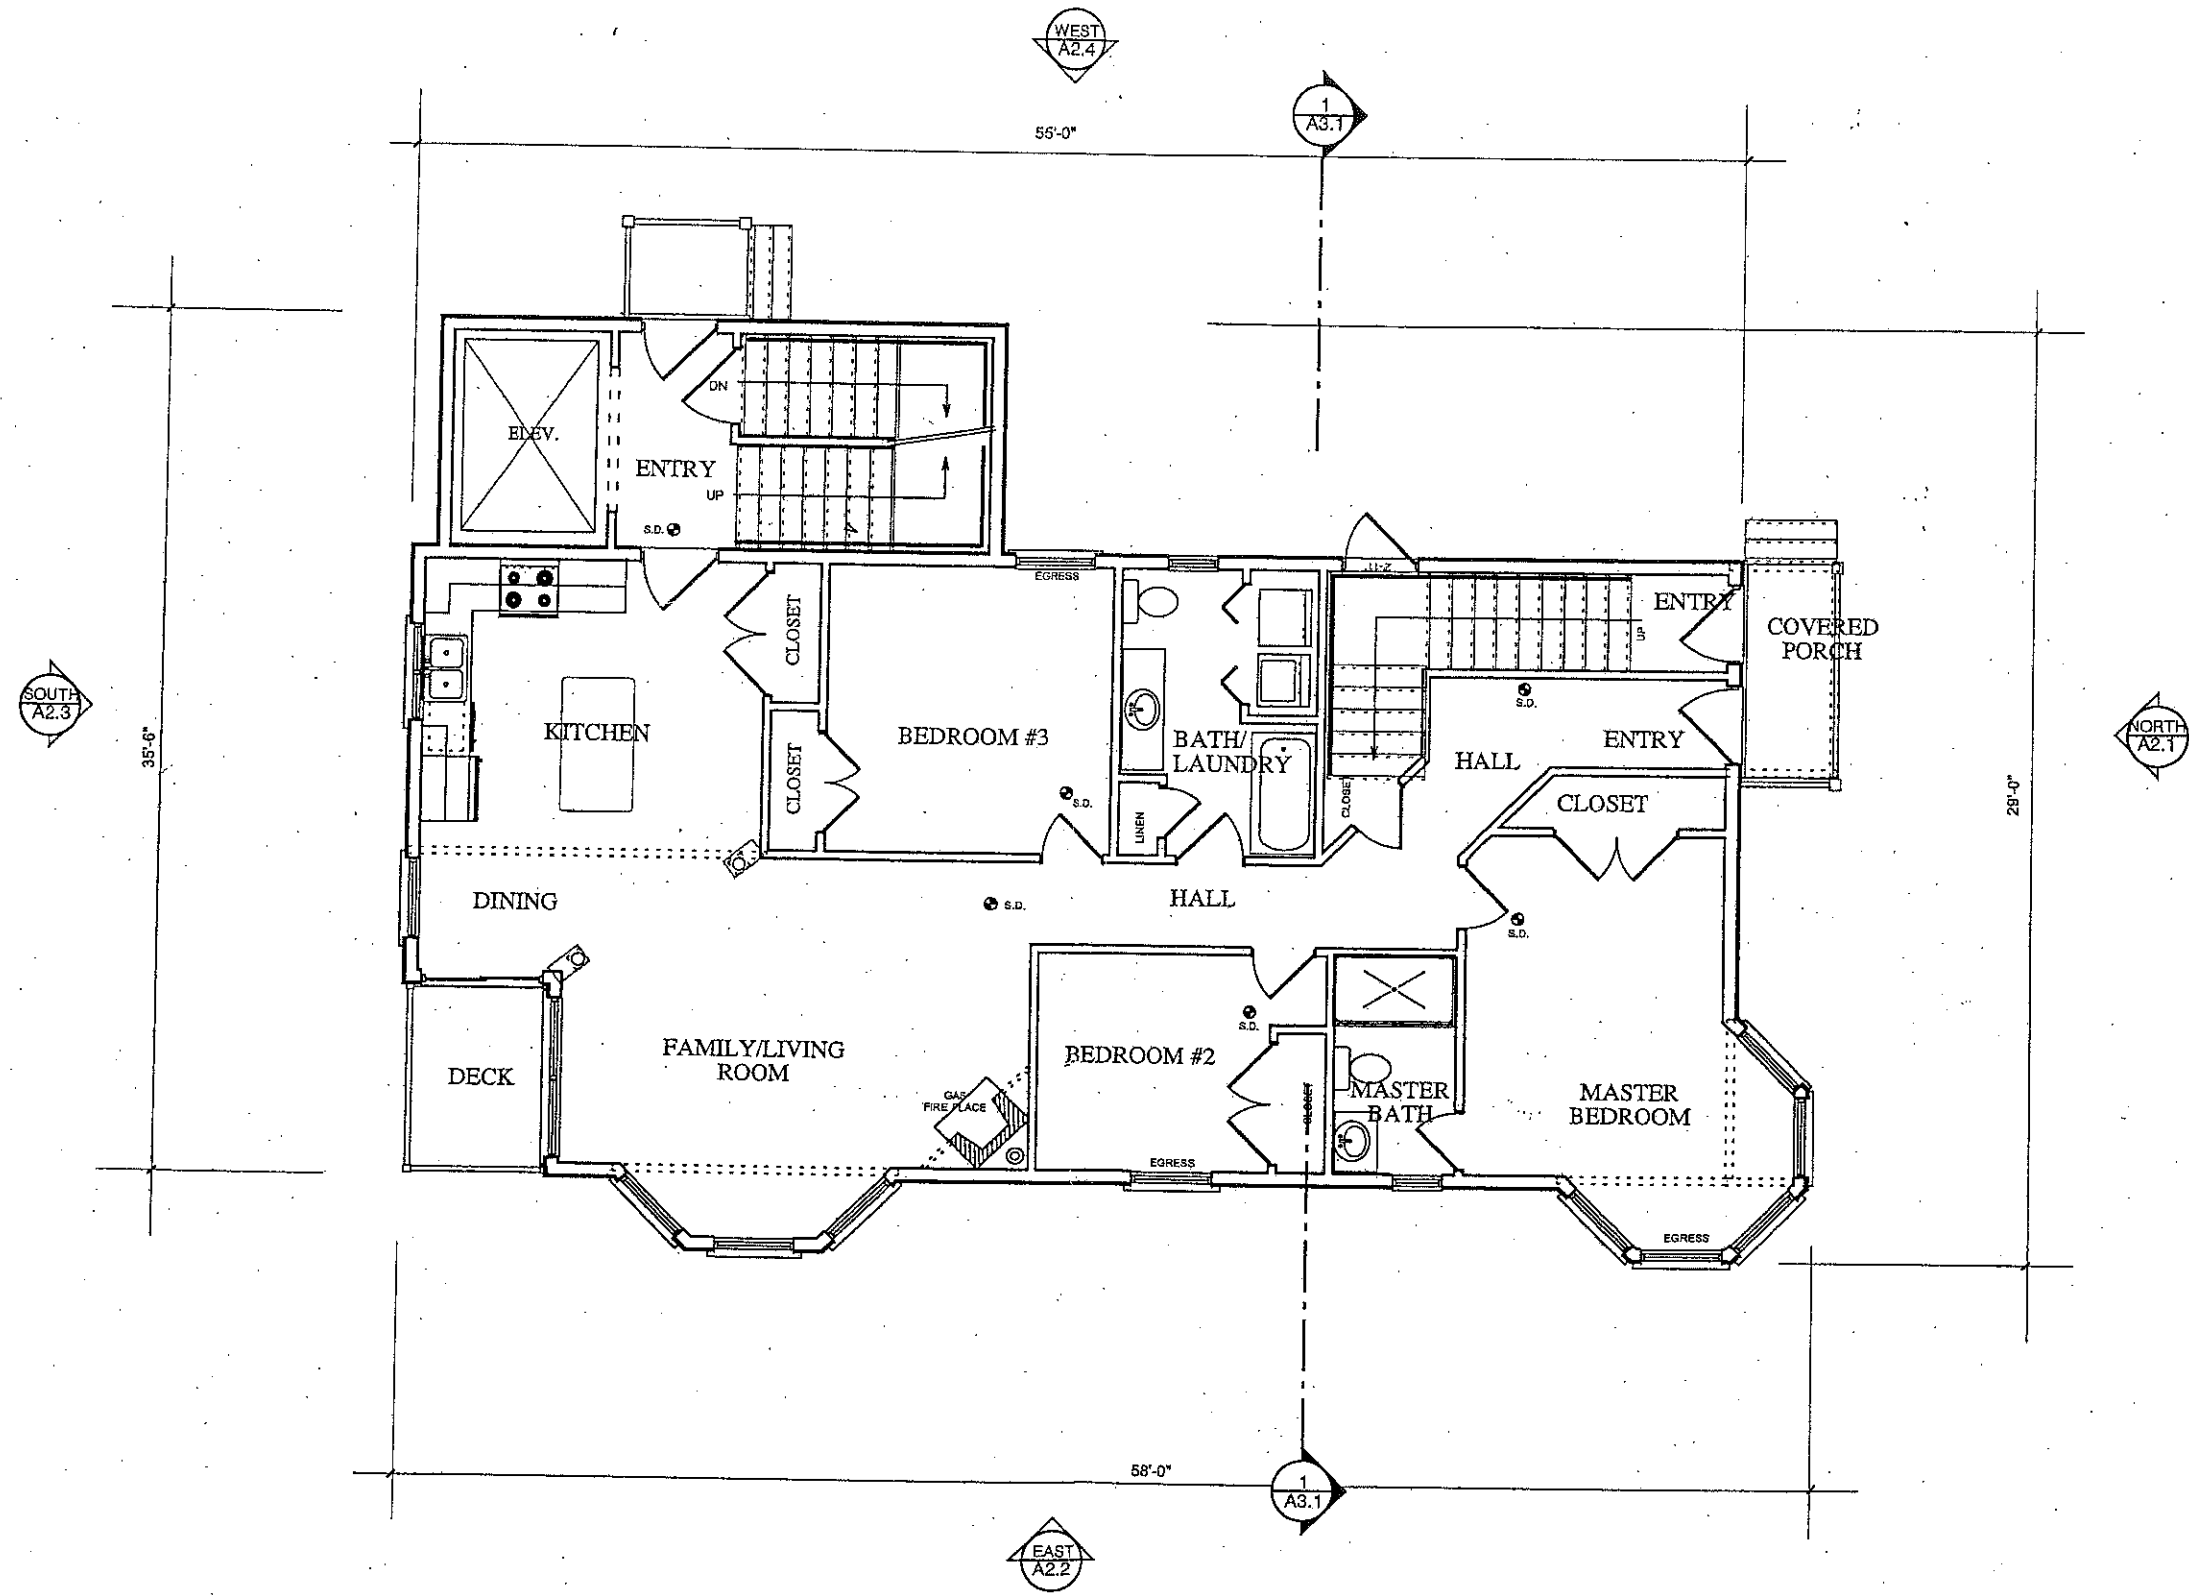 WEST
A2.4
1
A3.1
55'-0"
ELEV.
DN
ENTRY
UP
S.D.
EGRESS
2'-11"
ENTRY
UP
COVERED
PORCH
CLOSET
SOUTH
A2.3
35'-6"
KITCHEN
BEDROOM #3
BATH/
LAUNDRY
S.D.
HALL
ENTRY
NORTH
A2.1
CLOSET
CLOSET
CLOSET
S.D.
LINEN
29'-0"
DINING
S.D.
HALL
S.D.
S.D.
FAMILY/LIVING
ROOM
DECK
BEDROOM #2
GAS
FIRE PLACE
CLOSET
MASTER
BATH
MASTER
BEDROOM
EGRESS
EGRESS
58'-0"
1
A3.1
EAST
A2.2